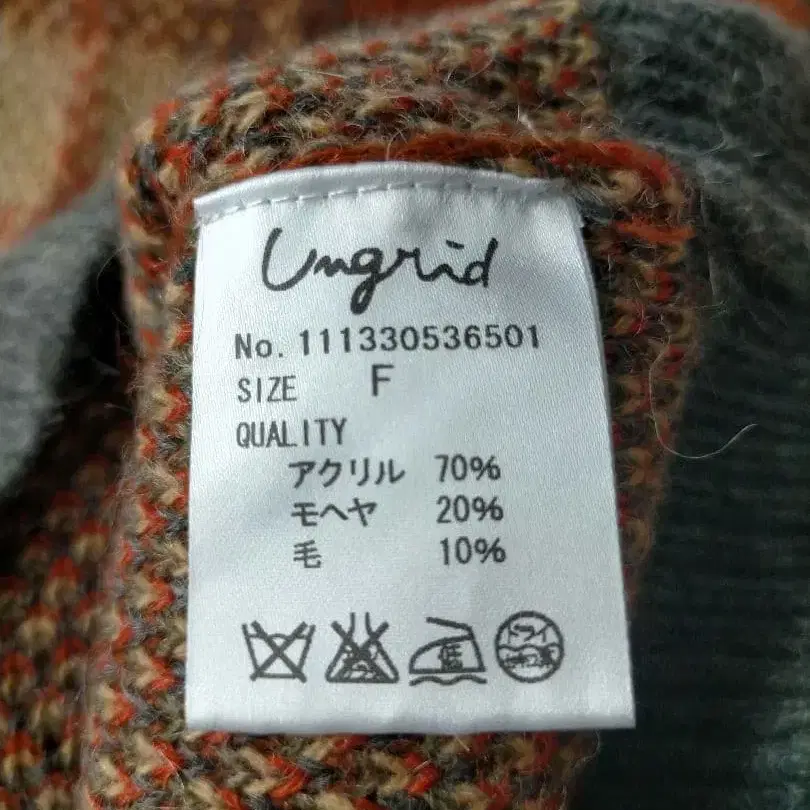 Ungrid
No. 111330536501
SIZE F
QUALITY
アクリル 70%
モヘヤ 20%
毛 10%
低 ドライ